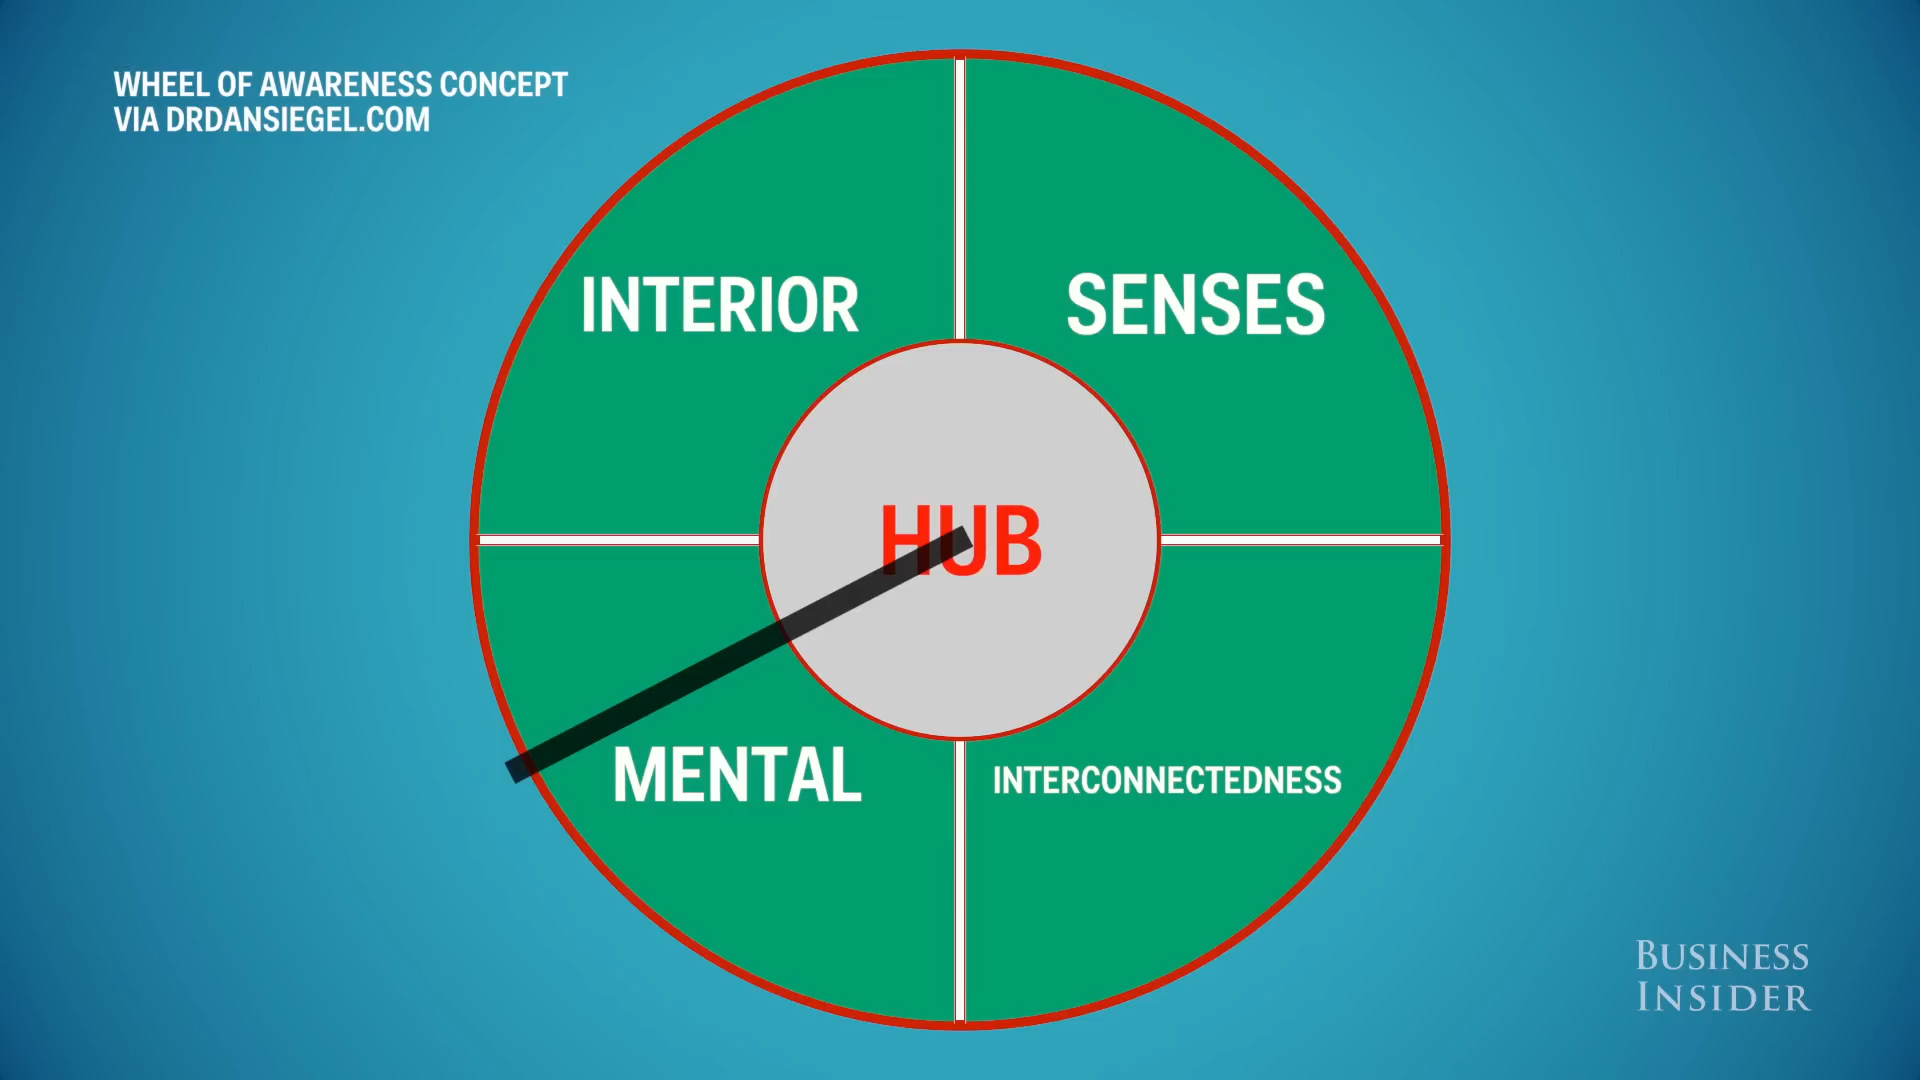 WHEEL OF AWARENESS CONCEPT
VIA DRDANSIEGEL.COM
INTERIOR
SENSES
HUB
MENTAL
INTERCONNECTEDNESS
BUSINESS
INSIDER